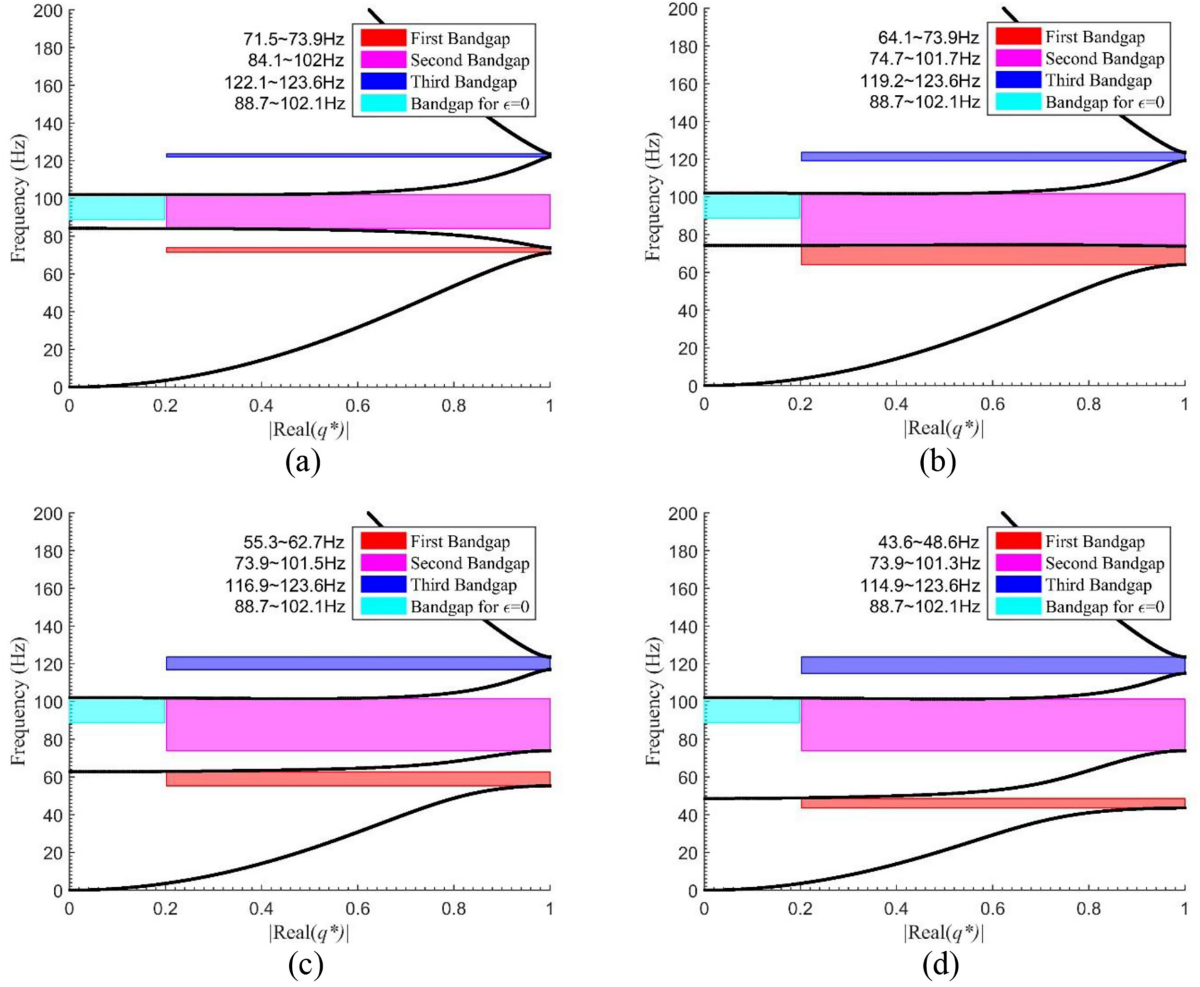 200
180
160
140
120
100
80
60
40
20
0
Frequency (Hz)
71.5~73.9Hz First Bandgap
84.1~102Hz Second Bandgap
122.1~123.6Hz Third Bandgap
88.7~102.1Hz Bandgap for ϵ=0
0 0.2 0.4 0.6 0.8 1
|Real(q*)|
(a)
200
180
160
140
120
100
80
60
40
20
0
Frequency (Hz)
64.1~73.9Hz First Bandgap
74.7~101.7Hz Second Bandgap
119.2~123.6Hz Third Bandgap
88.7~102.1Hz Bandgap for ϵ=0
0 0.2 0.4 0.6 0.8 1
|Real(q*)|
(b)
200
180
160
140
120
100
80
60
40
20
0
Frequency (Hz)
55.3~62.7Hz First Bandgap
73.9~101.5Hz Second Bandgap
116.9~123.6Hz Third Bandgap
88.7~102.1Hz Bandgap for ϵ=0
0 0.2 0.4 0.6 0.8 1
|Real(q*)|
(c)
200
180
160
140
120
100
80
60
40
20
0
Frequency (Hz)
43.6~48.6Hz First Bandgap
73.9~101.3Hz Second Bandgap
114.9~123.6Hz Third Bandgap
88.7~102.1Hz Bandgap for ϵ=0
0 0.2 0.4 0.6 0.8 1
|Real(q*)|
(d)